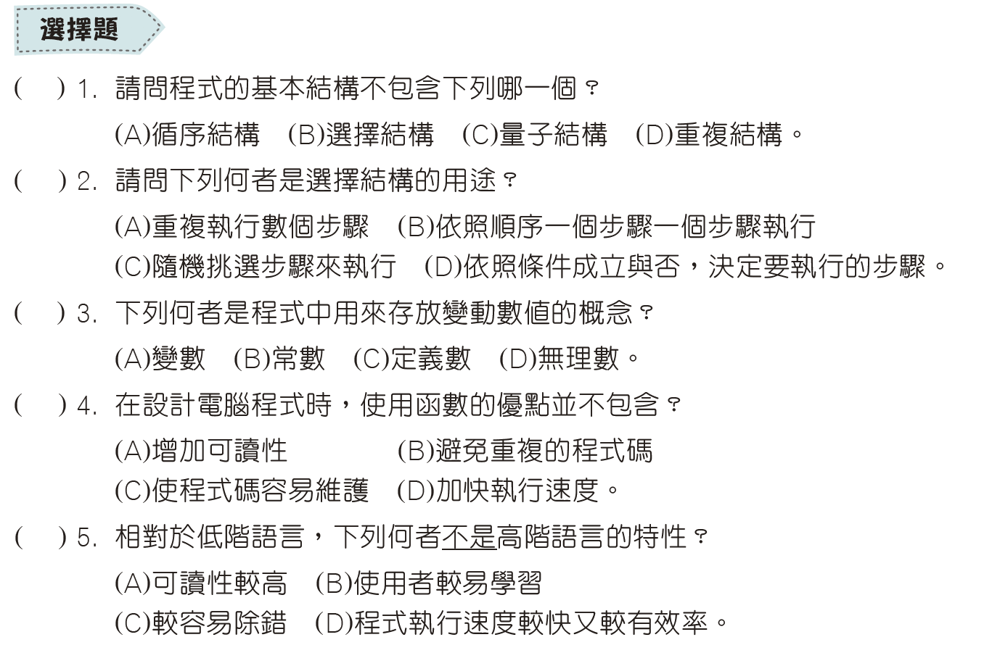 選擇題
(　) 1. 請問程式的基本結構不包含下列哪一個？
(A)循序結構　(B)選擇結構　(C)量子結構　(D)重複結構。
(　) 2. 請問下列何者是選擇結構的用途？
(A)重複執行數個步驟　(B)依照順序一個步驟一個步驟執行
(C)隨機挑選步驟來執行　(D)依照條件成立與否，決定要執行的步驟。
(　) 3. 下列何者是程式中用來存放變動數值的概念？
(A)變數　(B)常數　(C)定義數　(D)無理數。
(　) 4. 在設計電腦程式時，使用函數的優點並不包含？
(A)增加可讀性　(B)避免重複的程式碼
(C)使程式碼容易維護　(D)加快執行速度。
(　) 5. 相對於低階語言，下列何者不是高階語言的特性？
(A)可讀性較高　(B)使用者較易學習
(C)較容易除錯　(D)程式執行速度較快又較有效率。